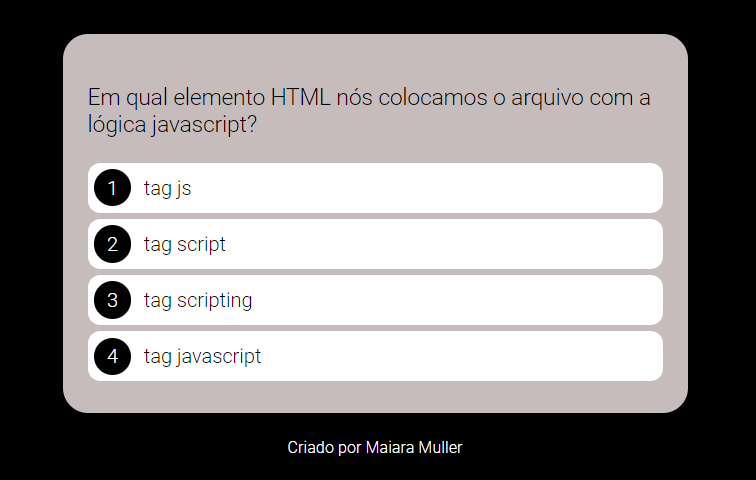 Em qual elemento HTML nós colocamos o arquivo com a
lógica javascript?
1 tag js
2 tag script
3 tag scripting
4 tag javascript
Criado por Maiara Muller